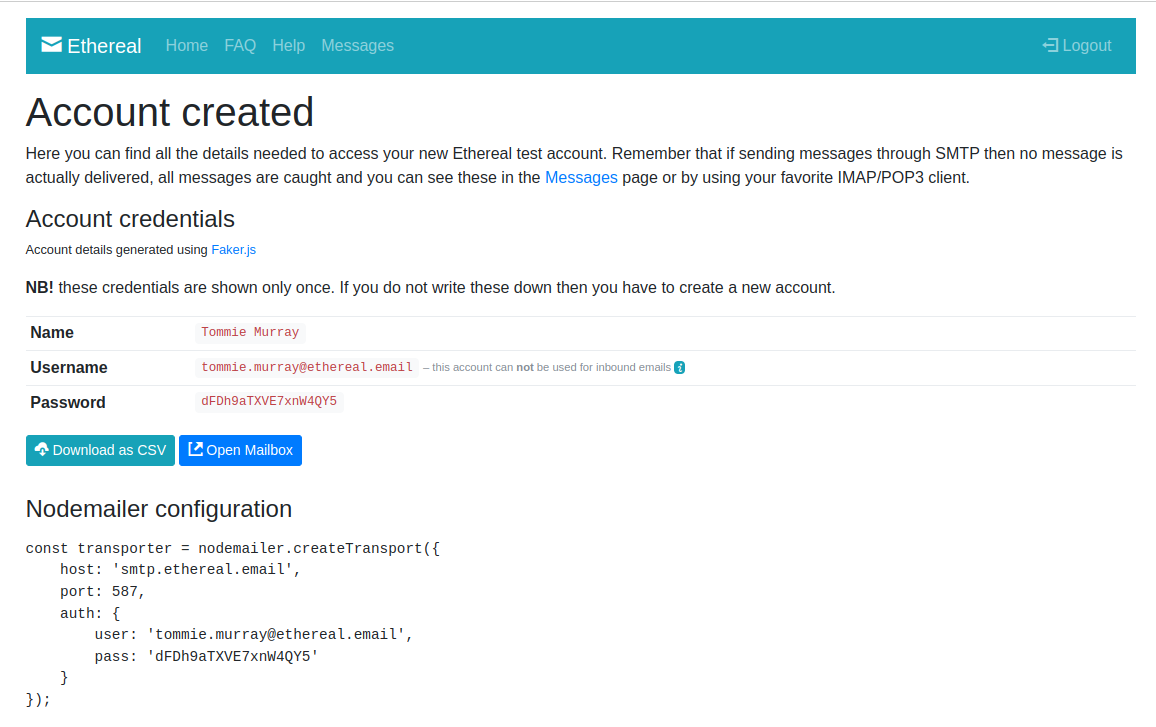 Ethereal Home FAQ Help Messages Logout
Account created
Here you can find all the details needed to access your new Ethereal test account. Remember that if sending messages through SMTP then no message is
actually delivered, all messages are caught and you can see these in the Messages page or by using your favorite IMAP/POP3 client.
Account credentials
Account details generated using Faker.js
NB! these credentials are shown only once. If you do not write these down then you have to create a new account.
Name Tommie Murray
Username tommie.murray@ethereal.email – this account can not be used for inbound emails i
Password dFDh9aTXVE7xnW4QY5
Download as CSV Open Mailbox
Nodemailer configuration
const transporter = nodemailer.createTransport({
    host: 'smtp.ethereal.email',
    port: 587,
    auth: {
        user: 'tommie.murray@ethereal.email',
        pass: 'dFDh9aTXVE7xnW4QY5'
    }
});